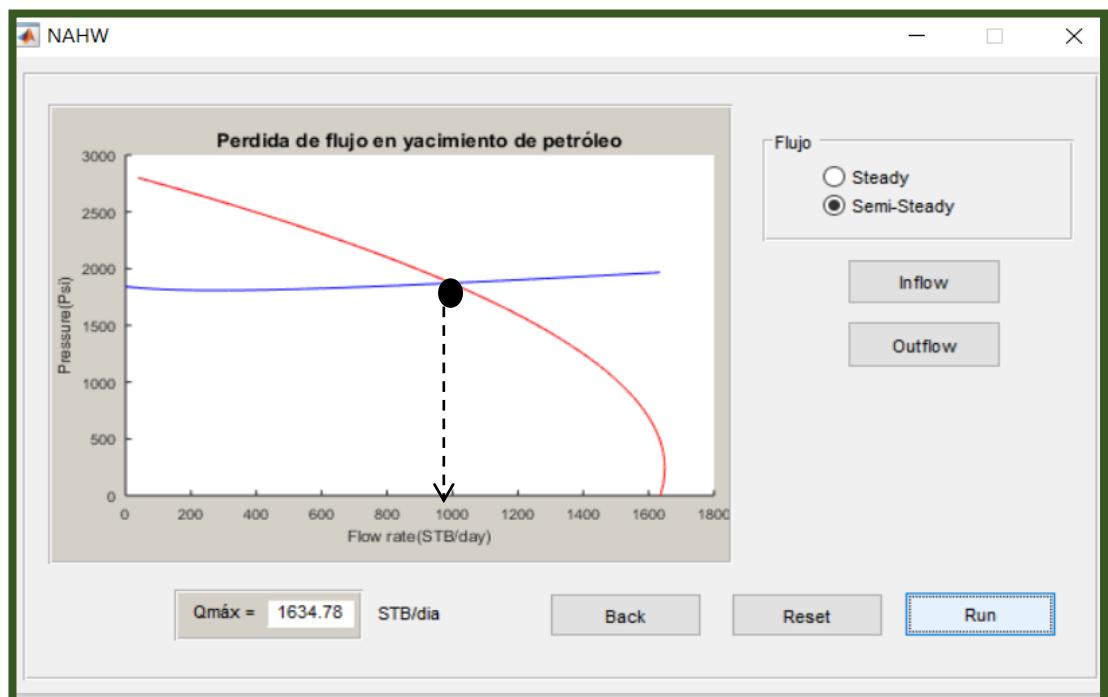 NAHW
Perdida de flujo en yacimiento de petróleo
3000
2500
2000
1500
1000
500
0
Pressure(Psi)
0 200 400 600 800 1000 1200 1400 1600 1800
Flow rate(STB/day)
Flujo
Steady
Semi-Steady
Inflow
Outflow
Qmáx = 1634.78 STB/dia
Back
Reset
Run